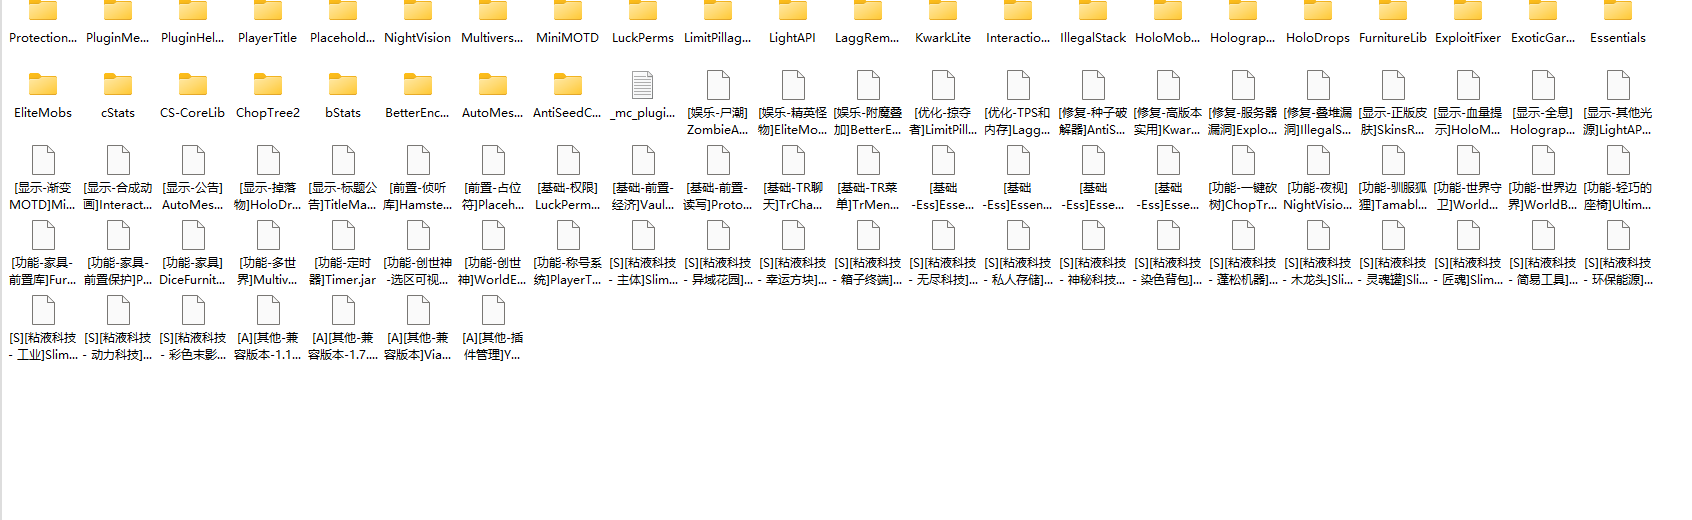 Protection... PluginMe... PluginHel... PlayerTitle Placehold... NightVision Multivers... MiniMOTD LuckPerms LimitPillag... LightAPI LaggRem... KwarkLite Interactio... IllegalStack HoloMob... Holograp... HoloDrops FurnitureLib ExploitFixer ExoticGar... Essentials
EliteMobs cStats CS-CoreLib ChopTree2 bStats BetterEnc... AutoMes... AntiSeedC... _mc_plugi... [娱乐-尸潮] [娱乐-精英怪 [娱乐-附魔叠 [优化-掠夺 [优化-TPS和 [修复-种子破 [修复-高版本 [修复-服务器 [修复-叠堆漏 [显示-正版皮 [显示-血量提 [显示-全息] [显示-其他光
ZombieA... 物]EliteMo... 加]BetterE... 者]LimitPill... 内存]Lagg... 解器]AntiS... 实用]Kwar... 漏洞]Explo... 洞]IllegalS... 肤]SkinsR... 示]HoloM... Holograp... 源]LightAP...
[显示-渐变 [显示-合成动 [显示-公告] [显示-掉落 [显示-标题公 [前置-侦听 [前置-占位 [基础-权限] [基础-前置- [基础-前置- [基础-TR聊 [基础-TR菜 [基础 [基础 [基础 [基础 [功能-一键砍 [功能-夜视] [功能-驯服狐 [功能-世界守 [功能-世界边 [功能-轻巧的
MOTD]Mi... 画]Interact... AutoMes... 物]HoloDr... 告]TitleMa... 库]Hamste... 符]Placeh... LuckPerm... 经济]Vaul... 读写]Proto... 天]TrCha... 单]TrMen... -Ess]Esse... -Ess]Essen... -Ess]Esse... -Ess]Esse... 树]ChopTr... NightVisio... 狸]Tamabl... 卫]World... 界]WorldB... 座椅]Ultim...
[功能-家具- [功能-家具- [功能-家具] [功能-多世 [功能-定时 [功能-创世神 [功能-创世 [功能-称号系 [S][粘液科技 [S][粘液科技 [S][粘液科技 [S][粘液科技 [S][粘液科技 [S][粘液科技 [S][粘液科技 [S][粘液科技 [S][粘液科技 [S][粘液科技 [S][粘液科技 [S][粘液科技 [S][粘液科技 [S][粘液科技
前置库]Fur... 前置保护]P... DiceFurnit... 界]Multiv... 器]Timer.jar -选区可视... 神]WorldE... 统]PlayerT... - 主体]Slim... - 异域花园]... - 幸运方块]... - 箱子终端]... - 无尽科技]... - 私人存储]... - 神秘科技... - 染色背包]... - 蓬松机器]... - 木龙头]Sli... - 灵魂罐]Sli... - 匠魂]Slim... - 简易工具]... - 环保能源]...
[S][粘液科技 [S][粘液科技 [S][粘液科技 [A][其他-兼 [A][其他-兼 [A][其他-兼 [A][其他-插
- 工业]Slim... - 动力科技]... - 彩色末影... 容版本-1.1... 容版本-1.7.... 容版本]Via... 件管理]Y...